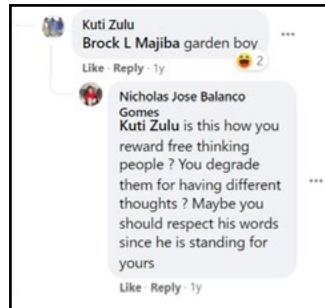 Kuti Zulu
Brock L Majiba garden boy
2
Like · Reply · 1y
Nicholas Jose Balanco
Gomes
Kuti Zulu is this how you
reward free thinking
people ? You degrade
them for having different
thoughts ? Maybe you
should respect his words
since he is standing for
yours
Like · Reply · 1y